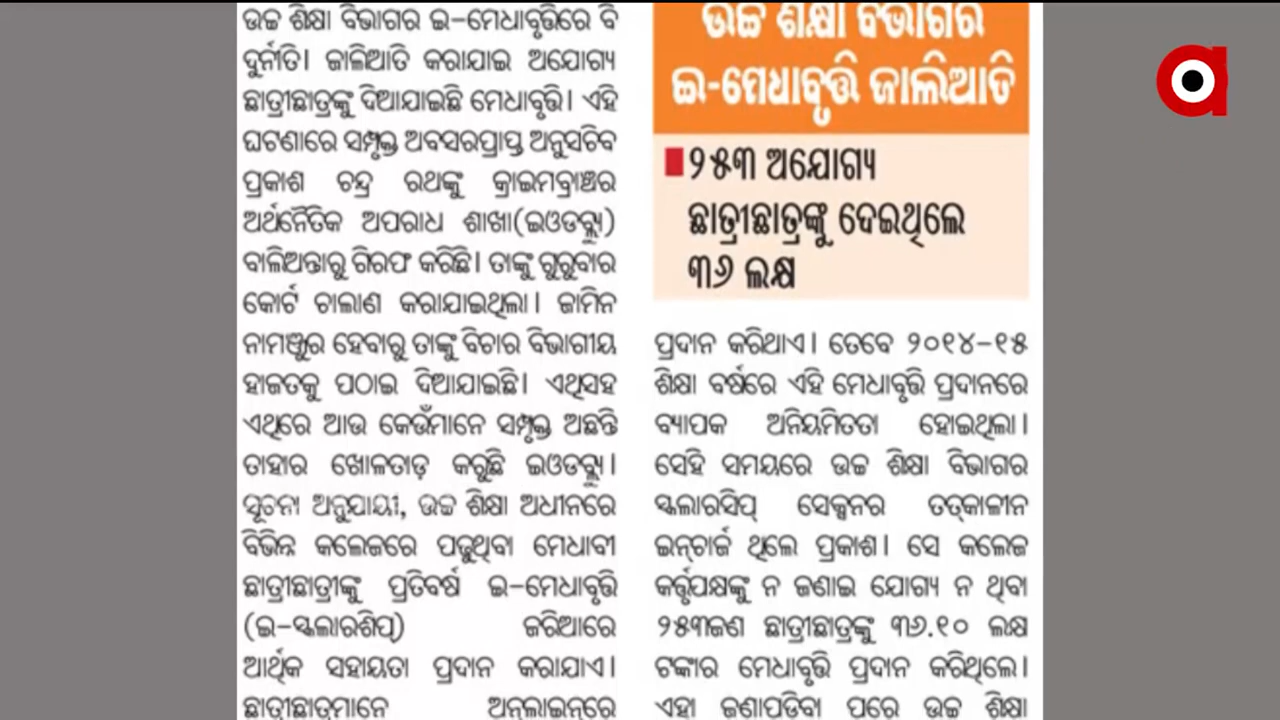 ଉଚ୍ଚ ଶିକ୍ଷା ବିଭାଗର ଇ-ମେଧାବୃତ୍ତିରେ ବି
ଦୁର୍ନୀତି। ଜାଲିଆତି କରାଯାଇ ଅଯୋଗ୍ୟ
ଛାତ୍ରୀଛାତ୍ରଙ୍କୁ ଦିଆଯାଇଛି ମେଧାବୃତ୍ତି। ଏହି
ଘଟଣାରେ ସମ୍ପୃକ୍ତ ଅବସରପ୍ରାପ୍ତ ଅନୁସଚିବ
ପ୍ରକାଶ ଚନ୍ଦ୍ର ରଥଙ୍କୁ କ୍ରାଇମବ୍ରାଞ୍ଚର
ଅର୍ଥନୈତିକ ଅପରାଧ ଶାଖା(ଇଓଡବ୍ଲ୍ୟୁ)
ବାଲିଅନ୍ତାରୁ ଗିରଫ କରିଛି। ତାଙ୍କୁ ଗୁରୁବାର
କୋର୍ଟ ଚାଲାଣ କରାଯାଇଥିଲା। ଜାମିନ
ନାମଞ୍ଜୁର ହେବାରୁ ତାଙ୍କୁ ବିଚାର ବିଭାଗୀୟ
ହାଜତକୁ ପଠାଇ ଦିଆଯାଇଛି। ଏଥିସହ
ଏଥିରେ ଆଉ କେଉଁମାନେ ସମ୍ପୃକ୍ତ ଅଛନ୍ତି
ତାହାର ଖୋଳତାଡ଼ କରୁଛି ଇଓଡବ୍ଲ୍ୟୁ।
ସୂଚନା ଅନୁଯାୟୀ, ଉଚ୍ଚ ଶିକ୍ଷା ଅଧୀନରେ
ବିଭିନ୍ନ କଲେଜରେ ପଢୁଥିବା ମେଧାବୀ
ଛାତ୍ରୀଛାତ୍ରୀଙ୍କୁ ପ୍ରତିବର୍ଷ ଇ-ମେଧାବୃତ୍ତି
(ଇ-ସ୍କଲାରଶିପ୍) ଜରିଆରେ
ଆର୍ଥିକ ସହାୟତା ପ୍ରଦାନ କରାଯାଏ।
ଛାତ୍ରୀଛାତ୍ରମାନେ ଅନ୍‌ଲାଇନ୍‌ରେ
ଉଚ୍ଚ ଶିକ୍ଷା ବିଭାଗର
ଇ-ମେଧାବୃତ୍ତି ଜାଲିଆତି
୨୫୩ ଅଯୋଗ୍ୟ
ଛାତ୍ରୀଛାତ୍ରଙ୍କୁ ଦେଇଥିଲେ
୩୬ ଲକ୍ଷ
ପ୍ରଦାନ କରିଥାଏ। ତେବେ ୨୦୧୪-୧୫
ଶିକ୍ଷା ବର୍ଷରେ ଏହି ମେଧାବୃତ୍ତି ପ୍ରଦାନରେ
ବ୍ୟାପକ ଅନିୟମିତତା ହୋଇଥିଲା।
ସେହି ସମୟରେ ଉଚ୍ଚ ଶିକ୍ଷା ବିଭାଗର
ସ୍କଲାରସିପ୍ ସେକ୍ସନର ତତ୍‌କାଳୀନ
ଇନ୍‌ଚାର୍ଜ ଥିଲେ ପ୍ରକାଶ। ସେ କଲେଜ
କର୍ତ୍ତୃପକ୍ଷଙ୍କୁ ନ ଜଣାଇ ଯୋଗ୍ୟ ନ ଥିବା
୨୫୩ଜଣ ଛାତ୍ରୀଛାତ୍ରଙ୍କୁ ୩୬.୧୦ ଲକ୍ଷ
ଟଙ୍କାର ମେଧାବୃତ୍ତି ପ୍ରଦାନ କରିଥିଲେ।
ଏହା ଜଣାପଡିବା ପରେ ଉଚ୍ଚ ଶିକ୍ଷା